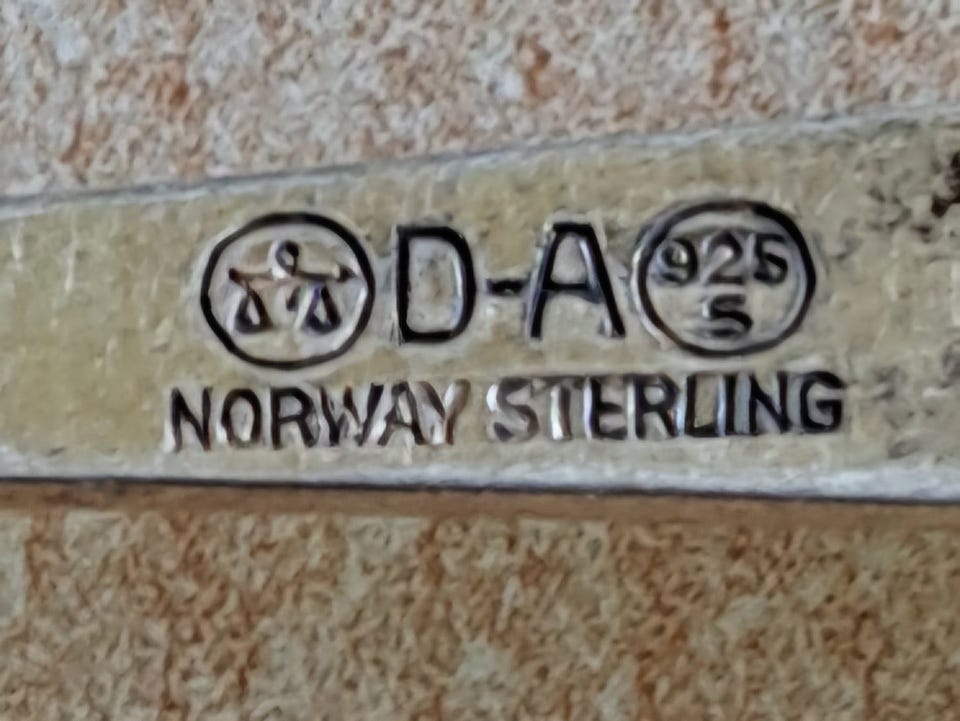 D-A 925 S
NORWAY STERLING